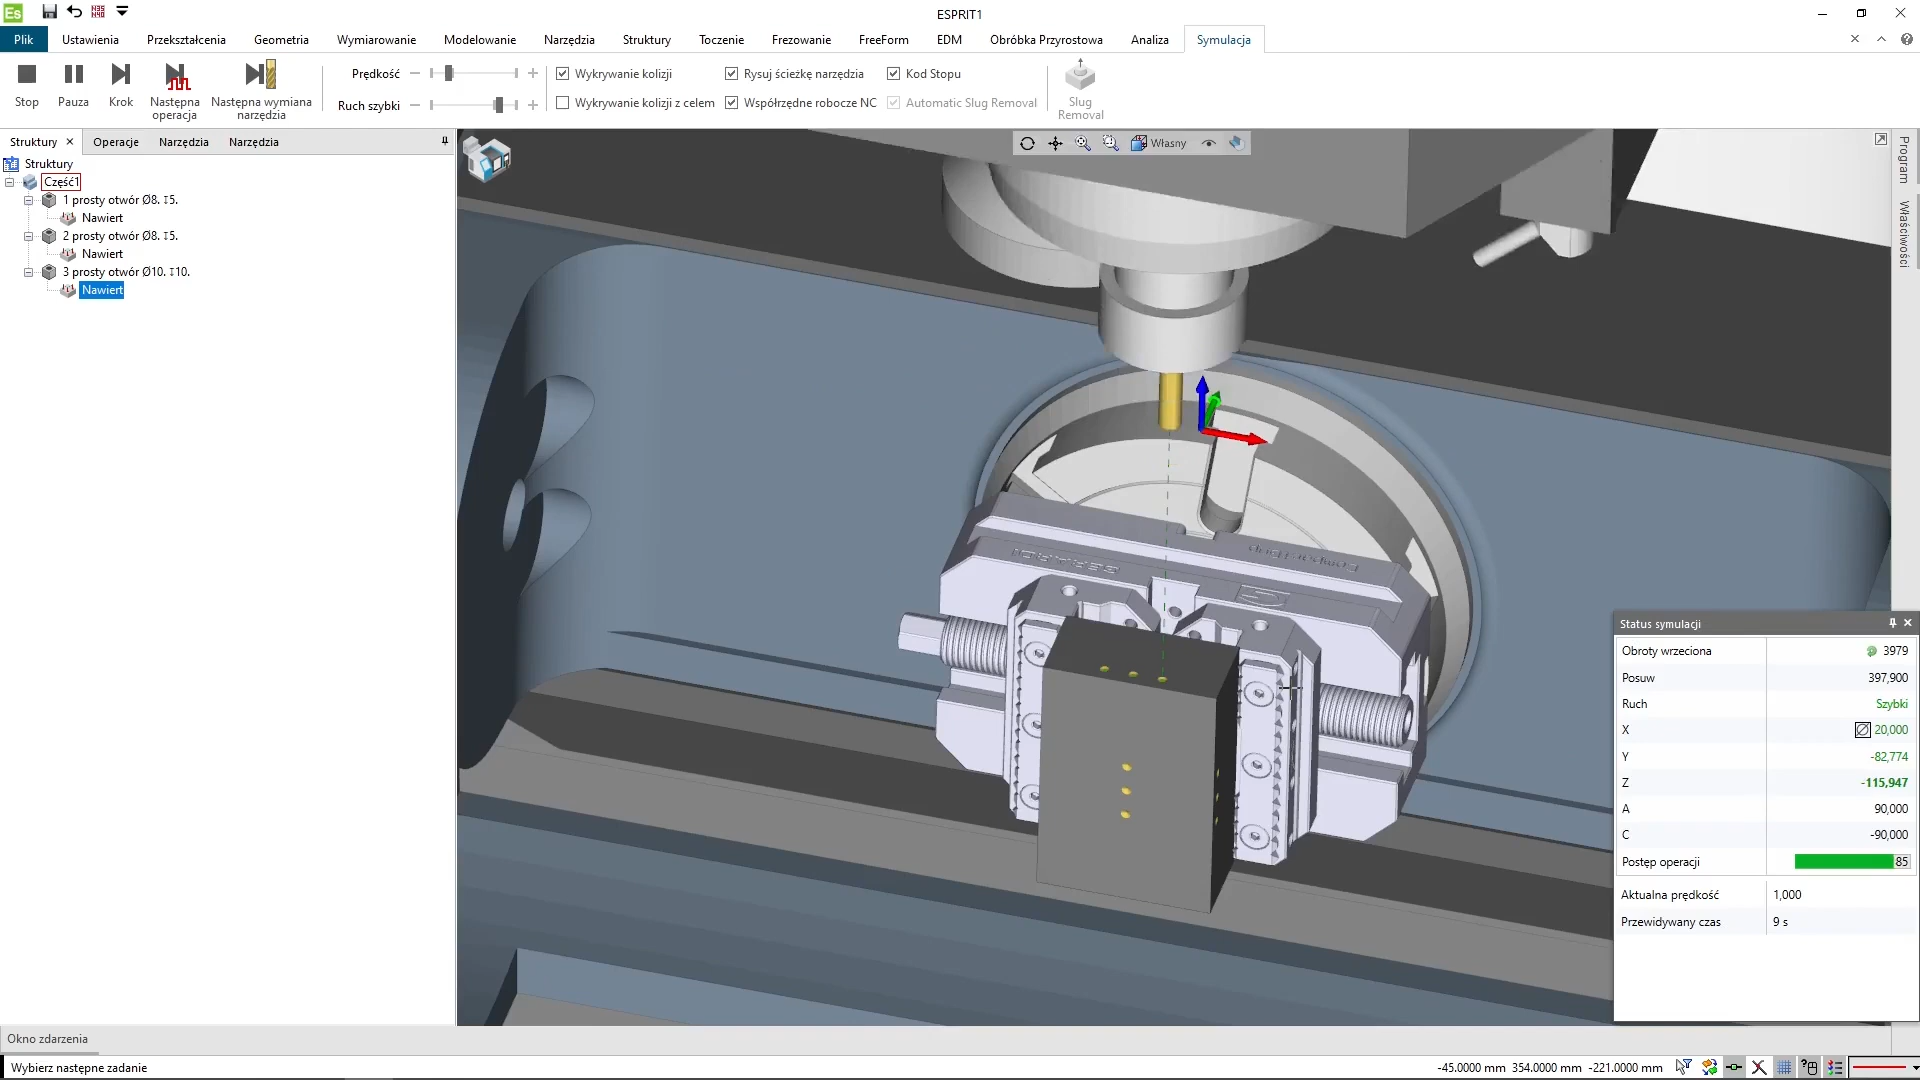 Es
N35
N40
ESPRIT1
Plik
Ustawienia
Przekształcenia
Geometria
Wymiarowanie
Modelowanie
Narzędzia
Struktury
Toczenie
Frezowanie
FreeForm
EDM
Obróbka Przyrostowa
Analiza
Symulacja
Stop
Pauza
Krok
Następna operacja
Następna wymiana narzędzia
Prędkość
Ruch szybki
Wykrywanie kolizji
Wykrywanie kolizji z celem
Rysuj ścieżkę narzędzia
Współrzędne robocze NC
Kod Stopu
Automatic Slug Removal
Slug Removal
Struktury
Operacje
Narzędzia
Narzędzia
Struktury
Część1
1 prosty otwór Ø8. ↧5.
Nawiert
2 prosty otwór Ø8. ↧5.
Nawiert
3 prosty otwór Ø10. ↧10.
Nawiert
Własny
Program
Właściwości
GERARDI
Status symulacji
Obroty wrzeciona 3979
Posuw 397,900
Ruch Szybki
X 20,000
Y -82,774
Z -115,947
A 90,000
C -90,000
Postęp operacji 85
Aktualna prędkość 1,000
Przewidywany czas 9 s
Okno zdarzenia
Wybierz następne zadanie
-45.0000 mm 354.0000 mm -221.0000 mm